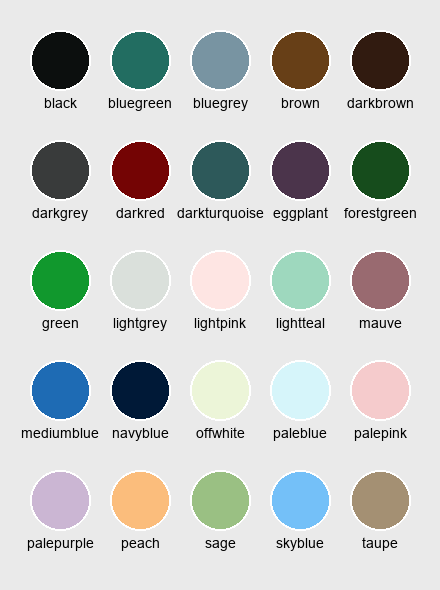 black bluegreen bluegrey brown darkbrown
darkgrey darkred darkturquoise eggplant forestgreen
green lightgrey lightpink lightteal mauve
mediumblue navyblue offwhite paleblue palepink
palepurple peach sage skyblue taupe